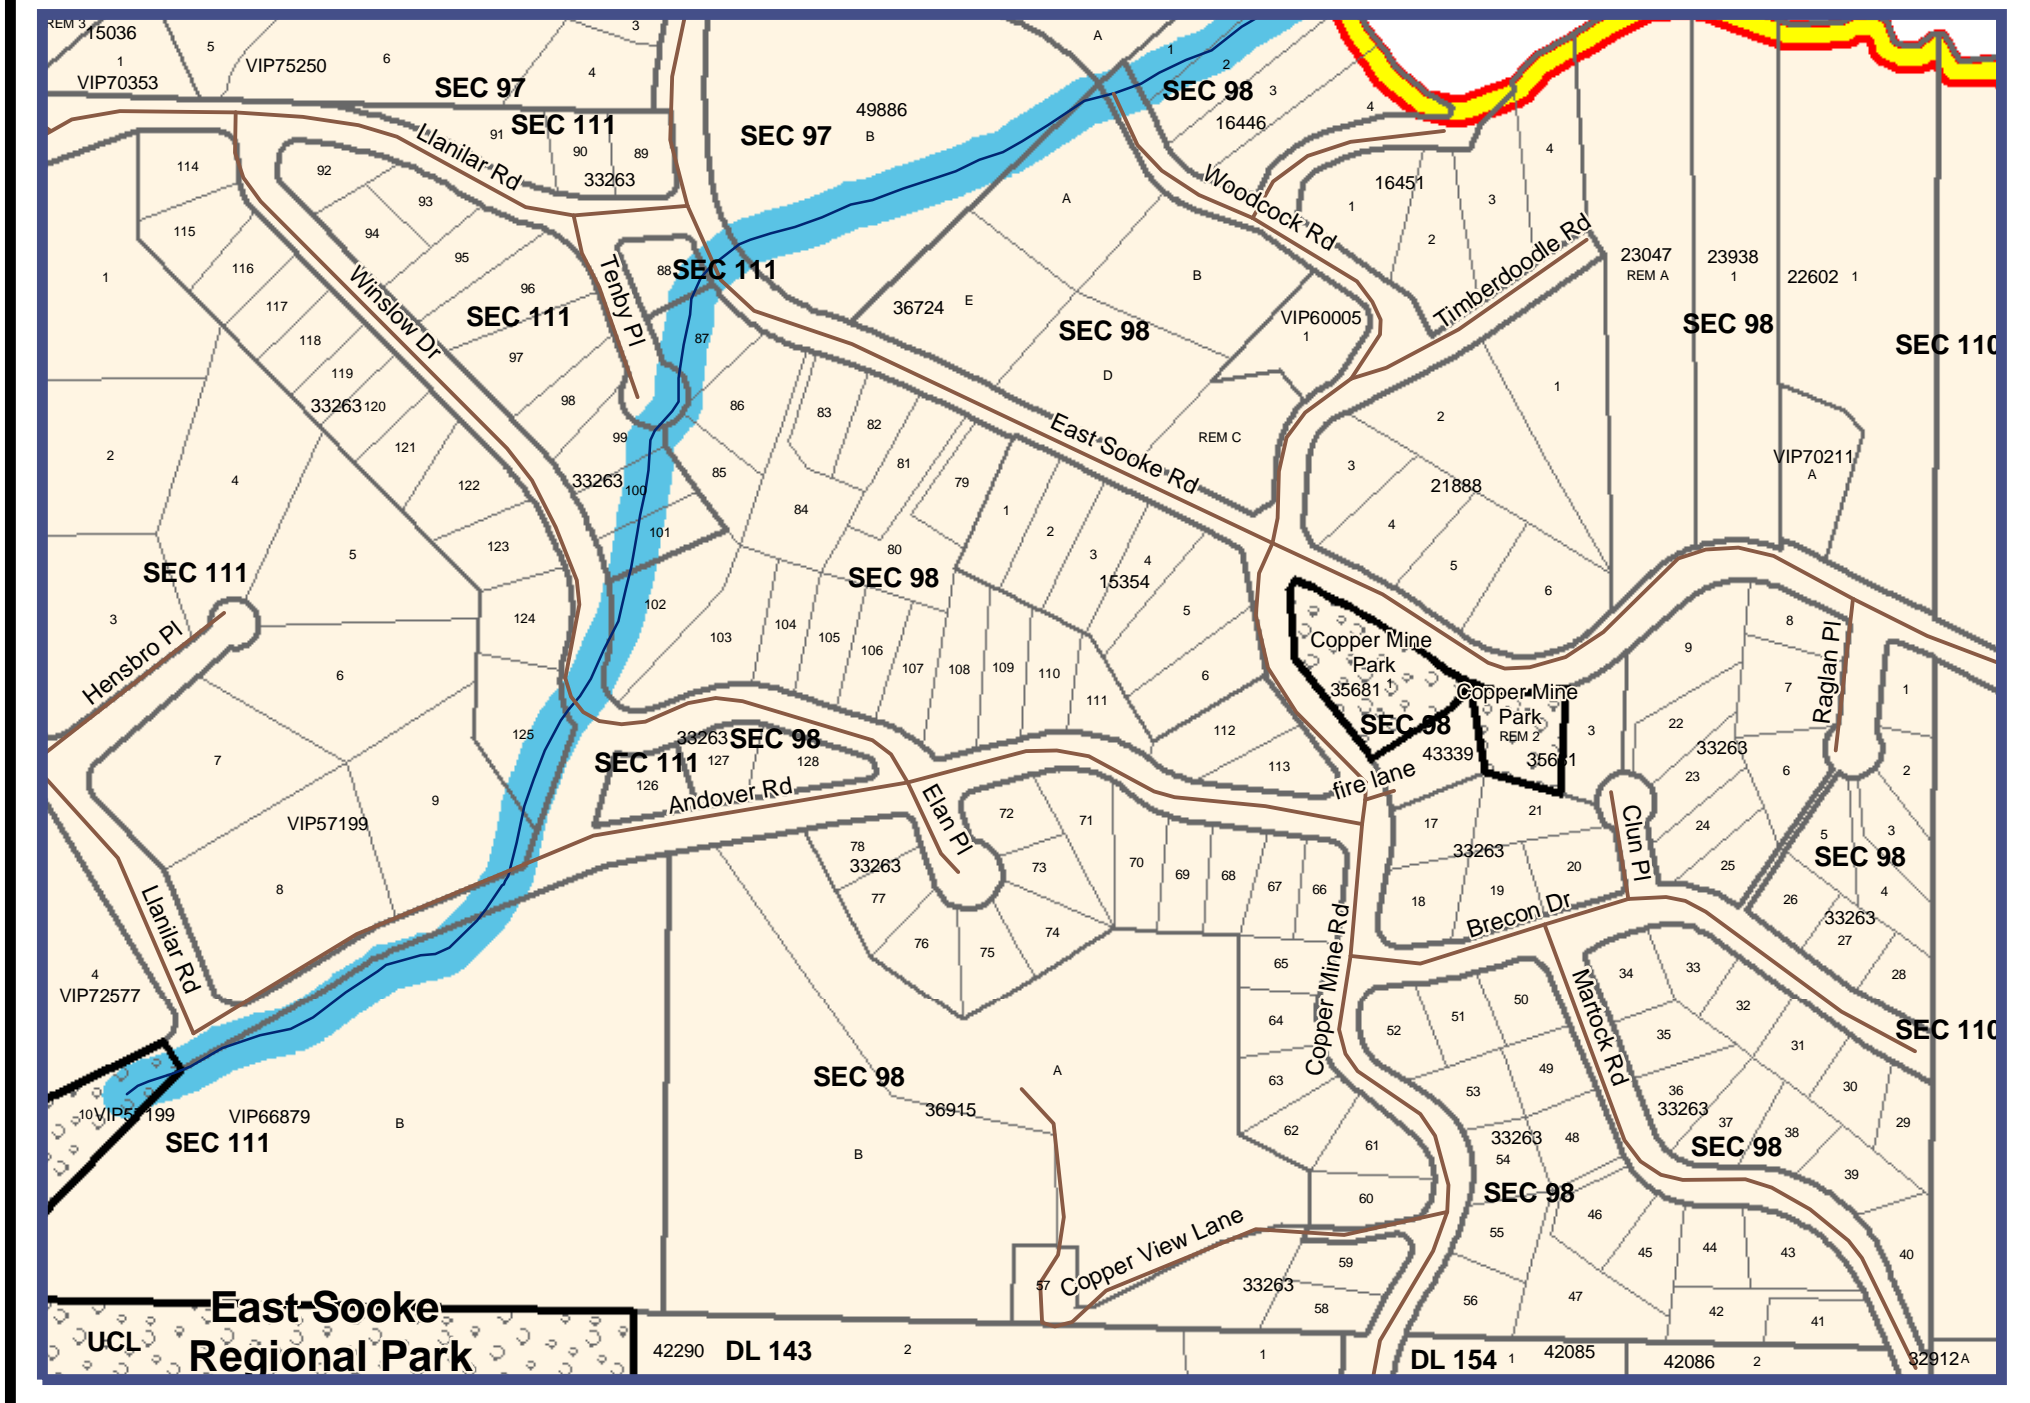 REM 3
15036
1
VIP70353
5
VIP75250
6
SEC 97
3
4
91
SEC 111
90
89
33263
Llanilar Rd
49886
B
SEC 97
A
1
2
SEC 98
3
16446
4
Woodcock Rd
16451
1
2
3
4
Timberdoodle Rd
23047
REM A
23938
1
22602
1
SEC 98
SEC 110
114
115
116
117
118
119
33263
120
121
122
123
124
125
92
93
94
95
96
SEC 111
97
98
99
33263
100
101
102
Winslow Dr
Tenby Pl
88
SEC 111
87
86
85
84
83
82
81
80
79
A
B
36724
E
SEC 98
D
VIP60005
1
REM C
East Sooke Rd
1
2
3
21888
4
5
6
VIP70211
A
1
2
3
4
5
6
SEC 111
Hensbro Pl
7
8
9
VIP57199
103
104
105
106
107
108
109
110
111
112
113
SEC 98
1
2
3
4
15354
5
6
Copper Mine
Park
35681
1
SEC 98
Copper Mine
Park
REM 2
35681
43339
3
fire lane
33263
SEC 98
SEC 111
126
127
128
Andover Rd
Elan Pl
9
8
7
22
33263
6
23
24
25
Raglan Pl
1
2
3
4
5
SEC 98
26
33263
27
28
Clun Pl
17
21
33263
20
19
18
Brecon Dr
78
33263
77
76
75
74
73
72
71
70
69
68
67
66
65
64
63
62
61
60
Copper Mine Rd
Llanilar Rd
4
VIP72577
10
VIP57199
VIP66879
B
SEC 111
SEC 98
36915
A
B
52
51
50
49
53
33263
54
48
SEC 98
55
56
47
46
45
44
43
42
41
40
Martock Rd
34
33
32
31
30
29
35
36
33263
37
38
SEC 98
39
SEC 110
Copper View Lane
57
33263
59
58
East Sooke
Regional Park
UCL
42290
DL 143
2
1
DL 154
1
42085
42086
2
32912
A